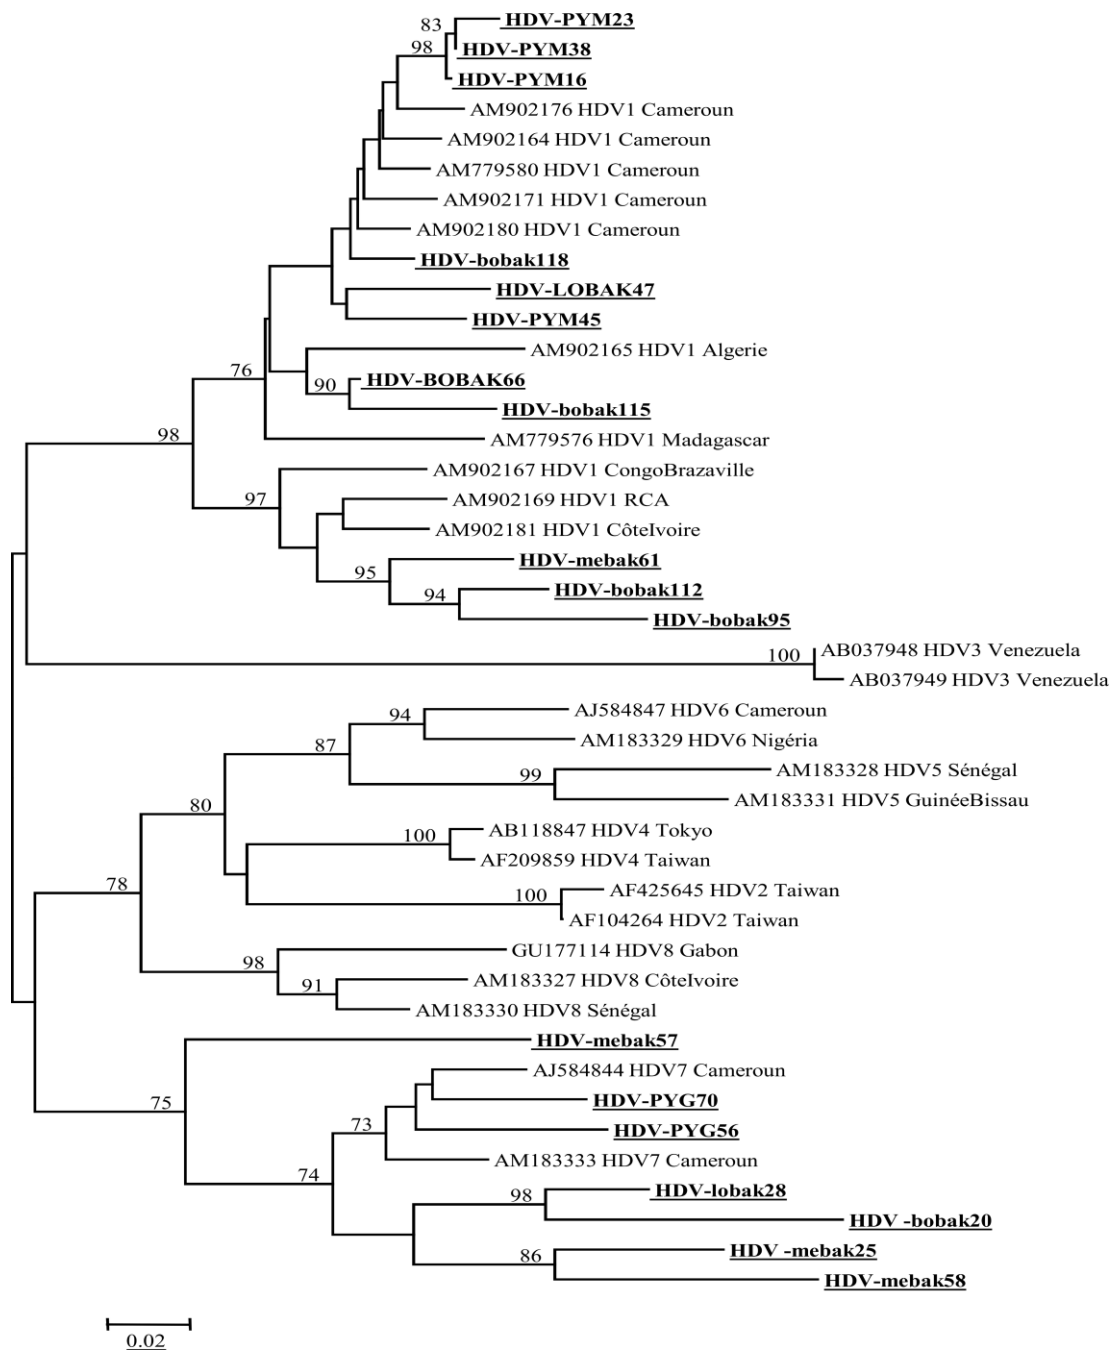 83
HDV-PYM23
98
HDV-PYM38
HDV-PYM16
AM902176 HDV1 Cameroun
AM902164 HDV1 Cameroun
AM779580 HDV1 Cameroun
AM902171 HDV1 Cameroun
AM902180 HDV1 Cameroun
HDV-bobak118
HDV-LOBAK47
HDV-PYM45
AM902165 HDV1 Algerie
76
90
HDV-BOBAK66
HDV-bobak115
98
AM779576 HDV1 Madagascar
AM902167 HDV1 CongoBrazaville
97
AM902169 HDV1 RCA
AM902181 HDV1 CôteIvoire
HDV-mebak61
95
94
HDV-bobak112
HDV-bobak95
100
AB037948 HDV3 Venezuela
AB037949 HDV3 Venezuela
94
AJ584847 HDV6 Cameroun
87
AM183329 HDV6 Nigéria
99
AM183328 HDV5 Sénégal
80
AM183331 HDV5 GuinéeBissau
100
AB118847 HDV4 Tokyo
AF209859 HDV4 Taiwan
78
100
AF425645 HDV2 Taiwan
AF104264 HDV2 Taiwan
GU177114 HDV8 Gabon
98
91
AM183327 HDV8 CôteIvoire
AM183330 HDV8 Sénégal
HDV-mebak57
AJ584844 HDV7 Cameroun
75
HDV-PYG70
73
HDV-PYG56
AM183333 HDV7 Cameroun
74
98
HDV-lobak28
HDV -bobak20
86
HDV -mebak25
HDV-mebak58
0.02